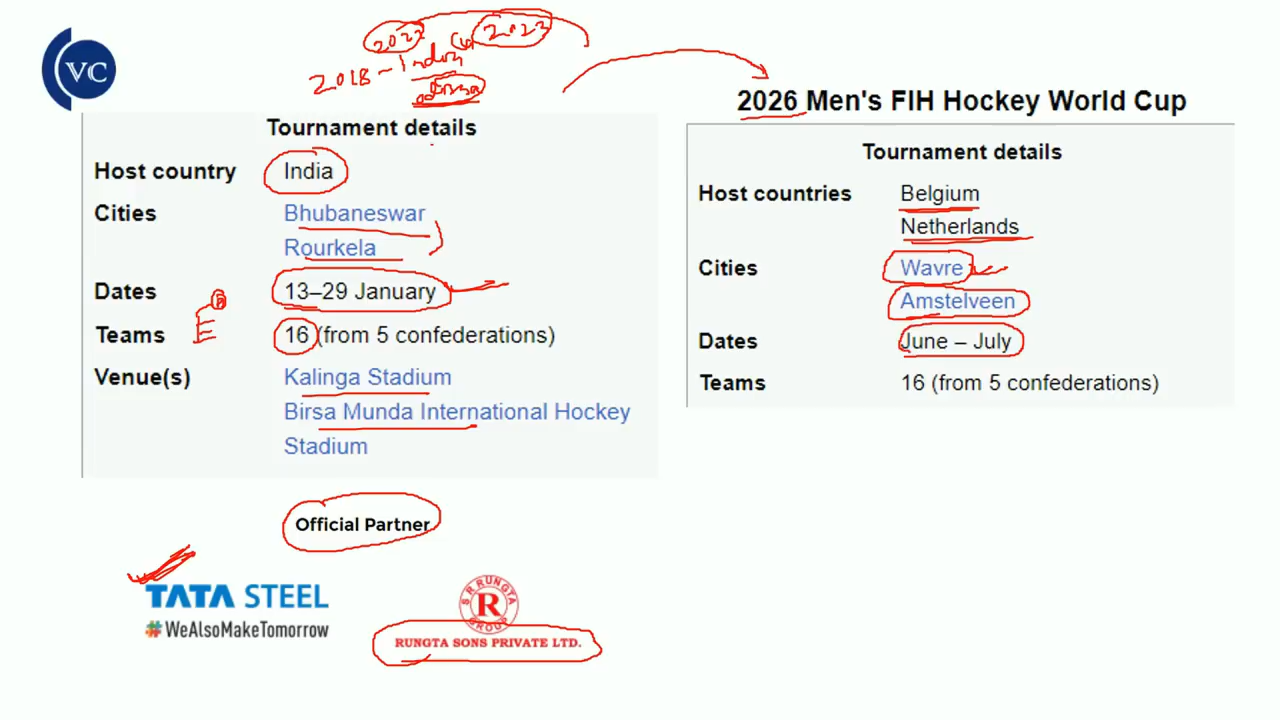 VC
2022
2023
2018 - India
odisha
Tournament details
Host country India
Cities Bhubaneswar
Rourkela
Dates 13–29 January
Teams 16 (from 5 confederations)
Venue(s) Kalinga Stadium
Birsa Munda International Hockey
Stadium
Official Partner
TATA STEEL
#WeAlsoMakeTomorrow
S R RUNGTA
R
GROUP
RUNGTA SONS PRIVATE LTD.
2026 Men's FIH Hockey World Cup
Tournament details
Host countries Belgium
Netherlands
Cities Wavre
Amstelveen
Dates June – July
Teams 16 (from 5 confederations)